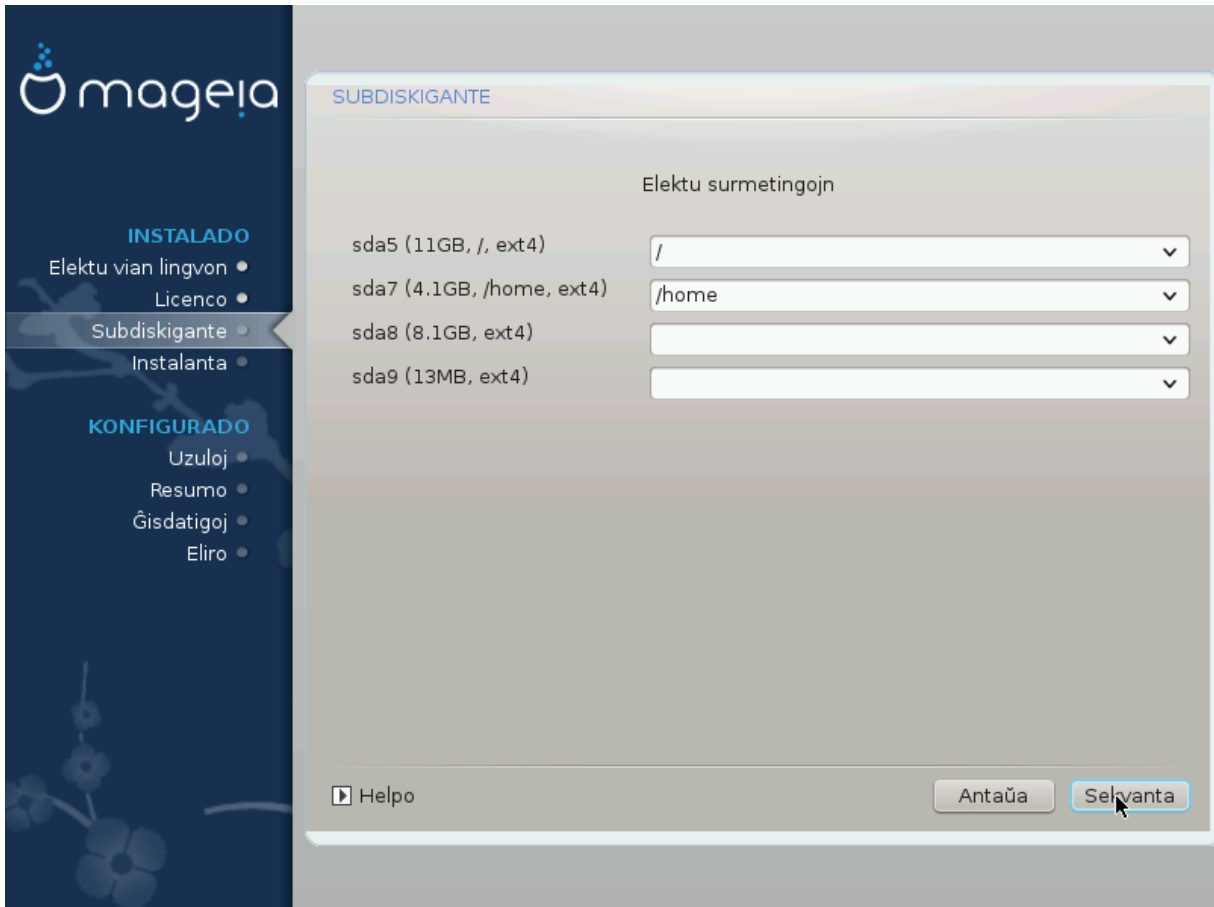 mageia
INSTALADO
Elektu vian lingvon
Licenco
Subdiskigante
Instalanta
KONFIGURADO
Uzuloj
Resumo
Ĝisdatigoj
Eliro
SUBDISKIGANTE
Elektu surmetingojn
sda5 (11GB, /, ext4) /
sda7 (4.1GB, /home, ext4) /home
sda8 (8.1GB, ext4)
sda9 (13MB, ext4)
Helpo
Antaŭa
Sekvanta